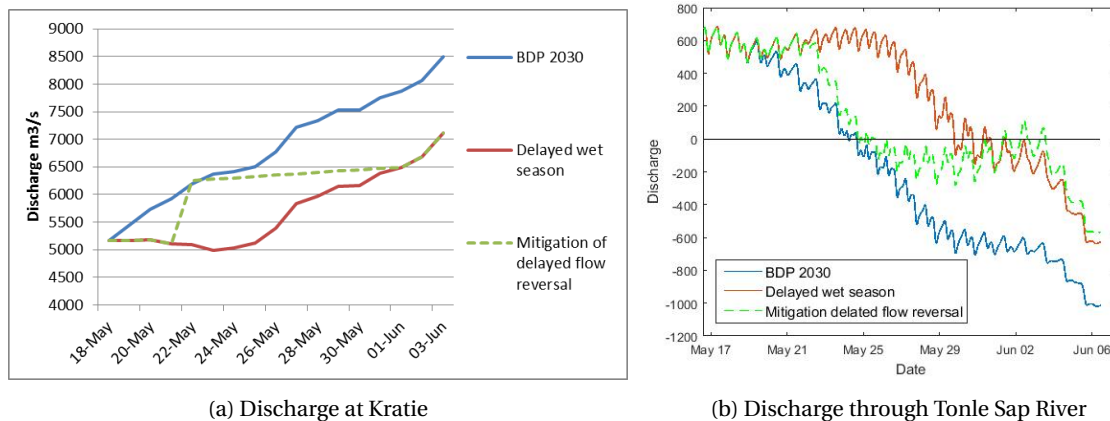 9000
8500
8000
7500
7000
6500
6000
5500
5000
4500
4000
Discharge m3/s
18-May
20-May
22-May
24-May
26-May
28-May
30-May
01-Jun
03-Jun
BDP 2030
Delayed wet
season
Mitigation of
delayed flow
reversal
(a) Discharge at Kratie
800
600
400
200
0
-200
-400
-600
-800
-1000
-1200
Discharge
BDP 2030
Delayed wet season
Mitigation delated flow reversal
May 17
May 21
May 25
May 29
Jun 02
Jun 06
Date
(b) Discharge through Tonle Sap River